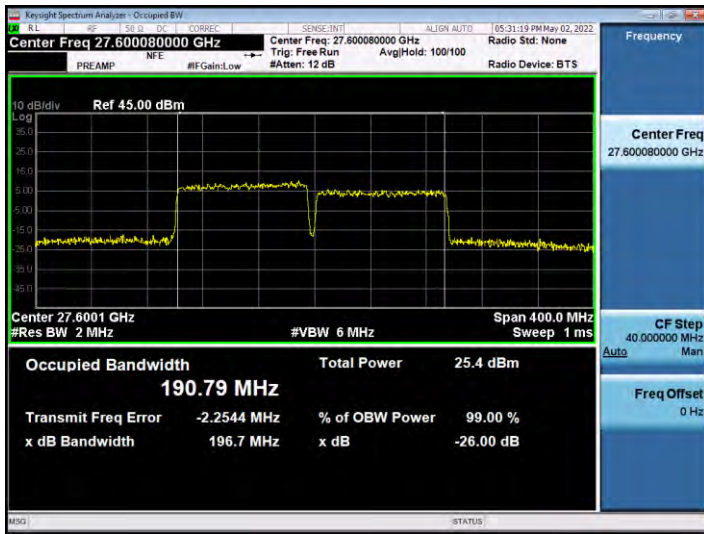 Keysight Spectrum Analyzer - Occupied BW
RL RF 50 Ω DC CORREC SENSE:INT ALIGN AUTO 05:31:19 PM May 02, 2022
Center Freq 27.600080000 GHz Center Freq: 27.600080000 GHz Radio Std: None Frequency
NFE Trig: Free Run Avg|Hold: 100/100
PREAMP #IFGain:Low #Atten: 12 dB Radio Device: BTS
10 dB/div Ref 45.00 dBm
Log
35.0
25.0
15.0
5.00
-5.00
-15.0
-25.0
-35.0
-45.0
Center 27.6001 GHz Span 400.0 MHz
#Res BW 2 MHz #VBW 6 MHz Sweep 1 ms
Center Freq
27.600080000 GHz
CF Step
40.000000 MHz
Auto Man
Freq Offset
0 Hz
Occupied Bandwidth Total Power 25.4 dBm
190.79 MHz
Transmit Freq Error -2.2544 MHz % of OBW Power 99.00 %
x dB Bandwidth 196.7 MHz x dB -26.00 dB
MSG STATUS